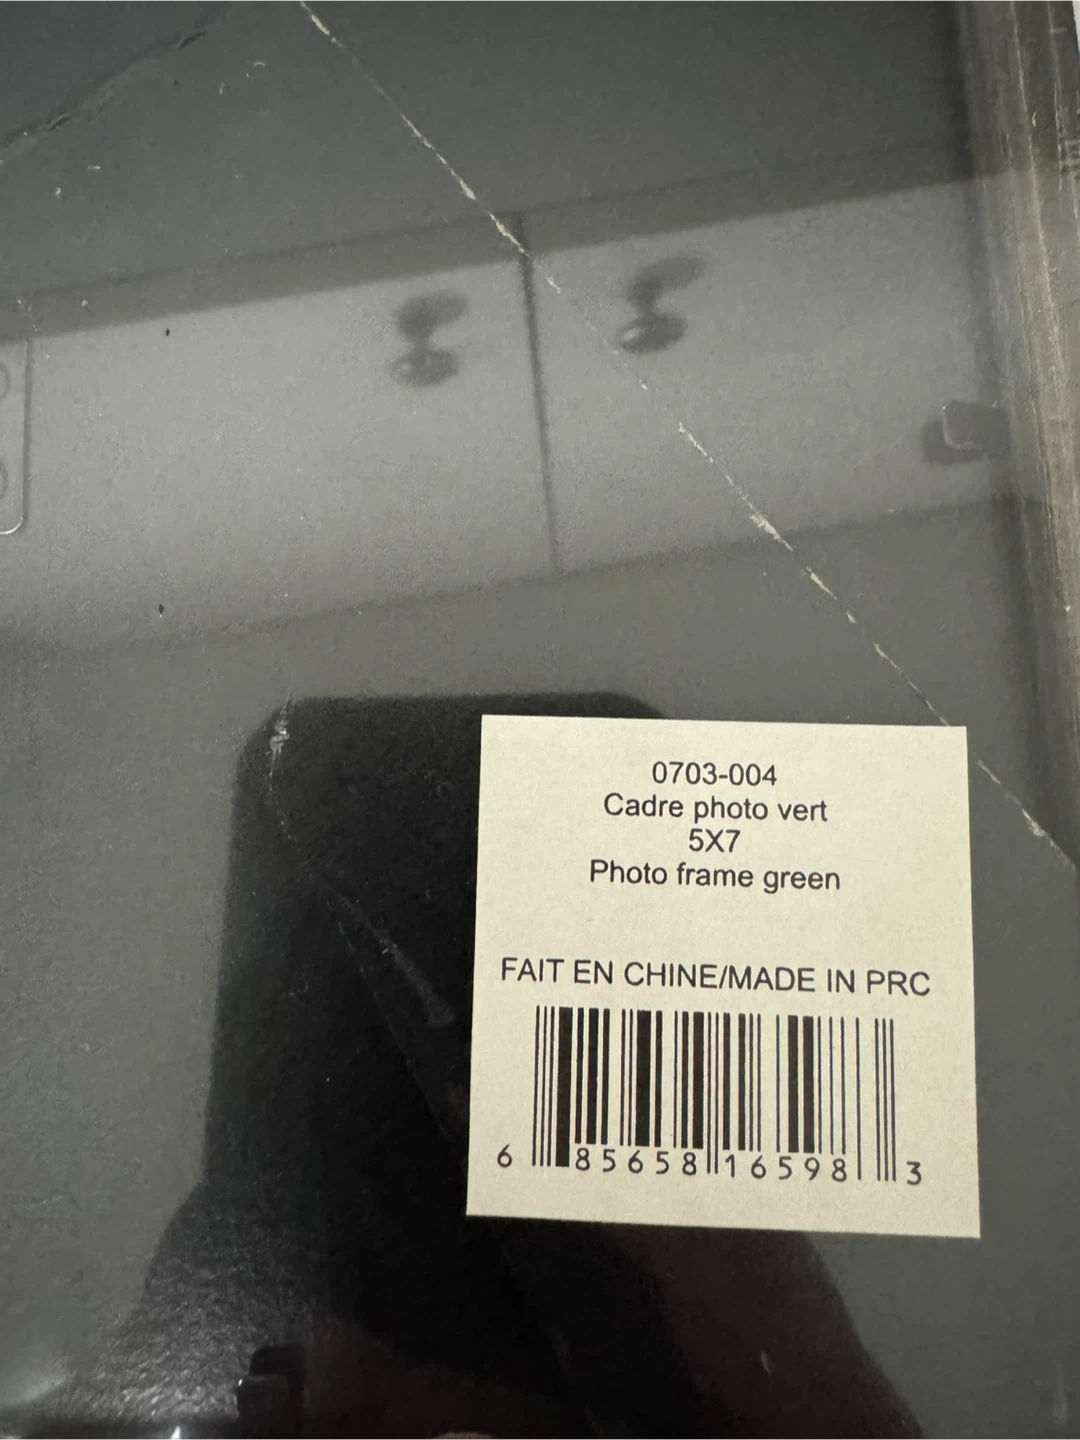 0703-004
Cadre photo vert
5X7
Photo frame green
FAIT EN CHINE/MADE IN PRC
6 85658 16598 3